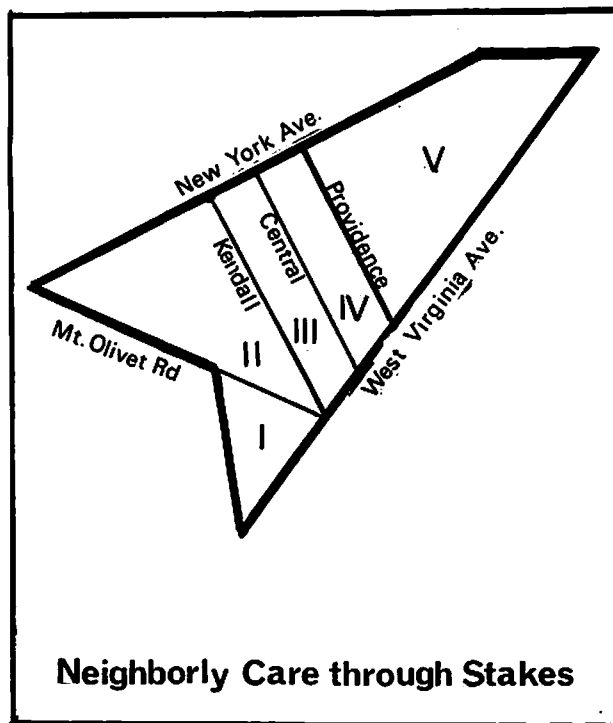 New York Ave.
V
Providence
Central
Kendall
IV
III
II
West Virginia Ave.
Mt. Olivet Rd
I
Neighborly Care through Stakes